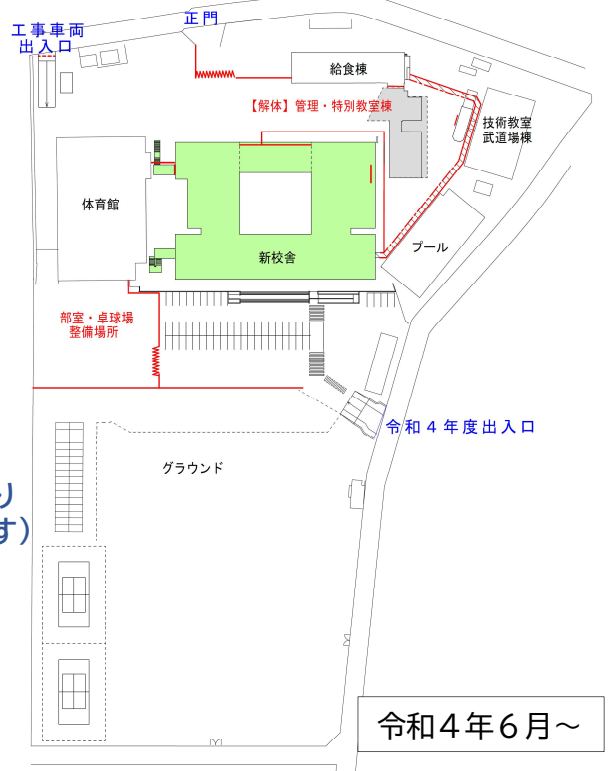 正門
工事車両
出入口
給食棟
【解体】管理・特別教室棟
技術教室
武道場棟
体育館
プール
新校舎
部室・卓球場
整備場所
令和４年度出入口
グラウンド
り
す）
令和４年６月～